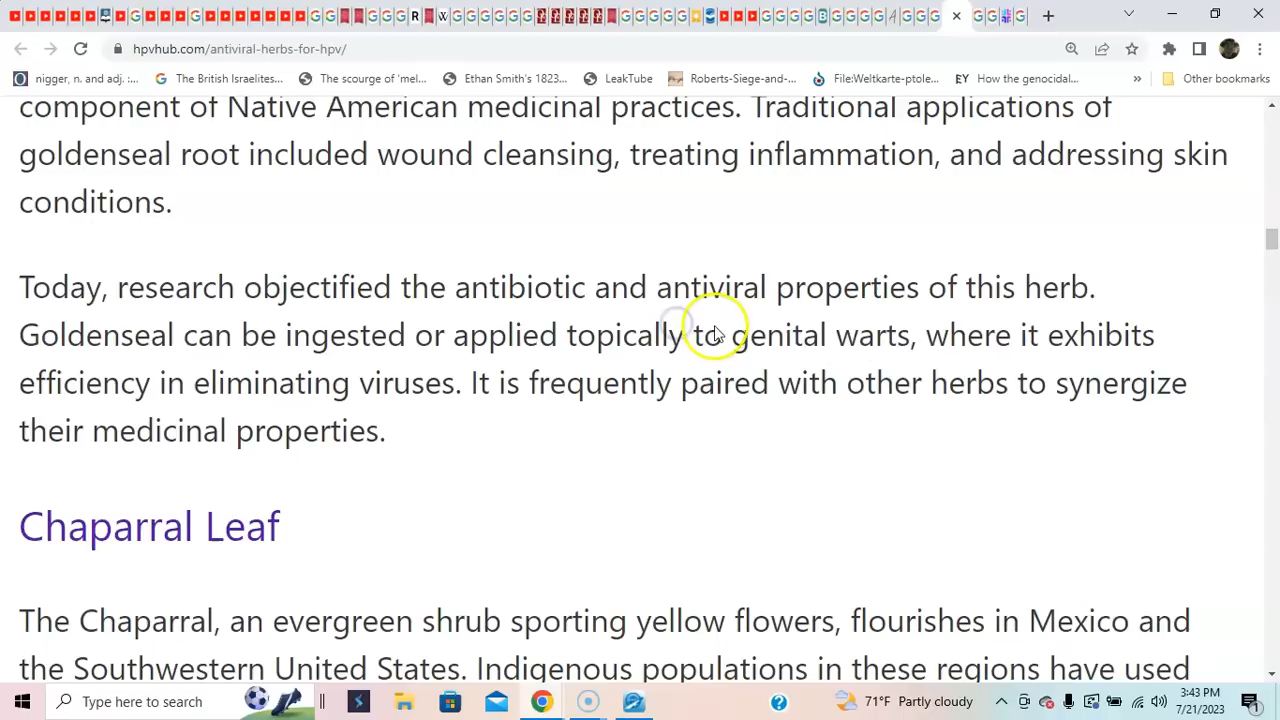 hpvhub.com/antiviral-herbs-for-hpv/
nigger, n. and adj. :...
The British Israelites...
The scourge of 'mel...
Ethan Smith's 1823...
LeakTube
Roberts-Siege-and-...
File:Weltkarte-ptole...
EY How the genocidal...
»
Other bookmarks
component of Native American medicinal practices. Traditional applications of
goldenseal root included wound cleansing, treating inflammation, and addressing skin
conditions.
Today, research objectified the antibiotic and antiviral properties of this herb.
Goldenseal can be ingested or applied topically to genital warts, where it exhibits
efficiency in eliminating viruses. It is frequently paired with other herbs to synergize
their medicinal properties.
Chaparral Leaf
The Chaparral, an evergreen shrub sporting yellow flowers, flourishes in Mexico and
the Southwestern United States. Indigenous populations in these regions have used
Type here to search
71°F Partly cloudy
3:43 PM
7/21/2023